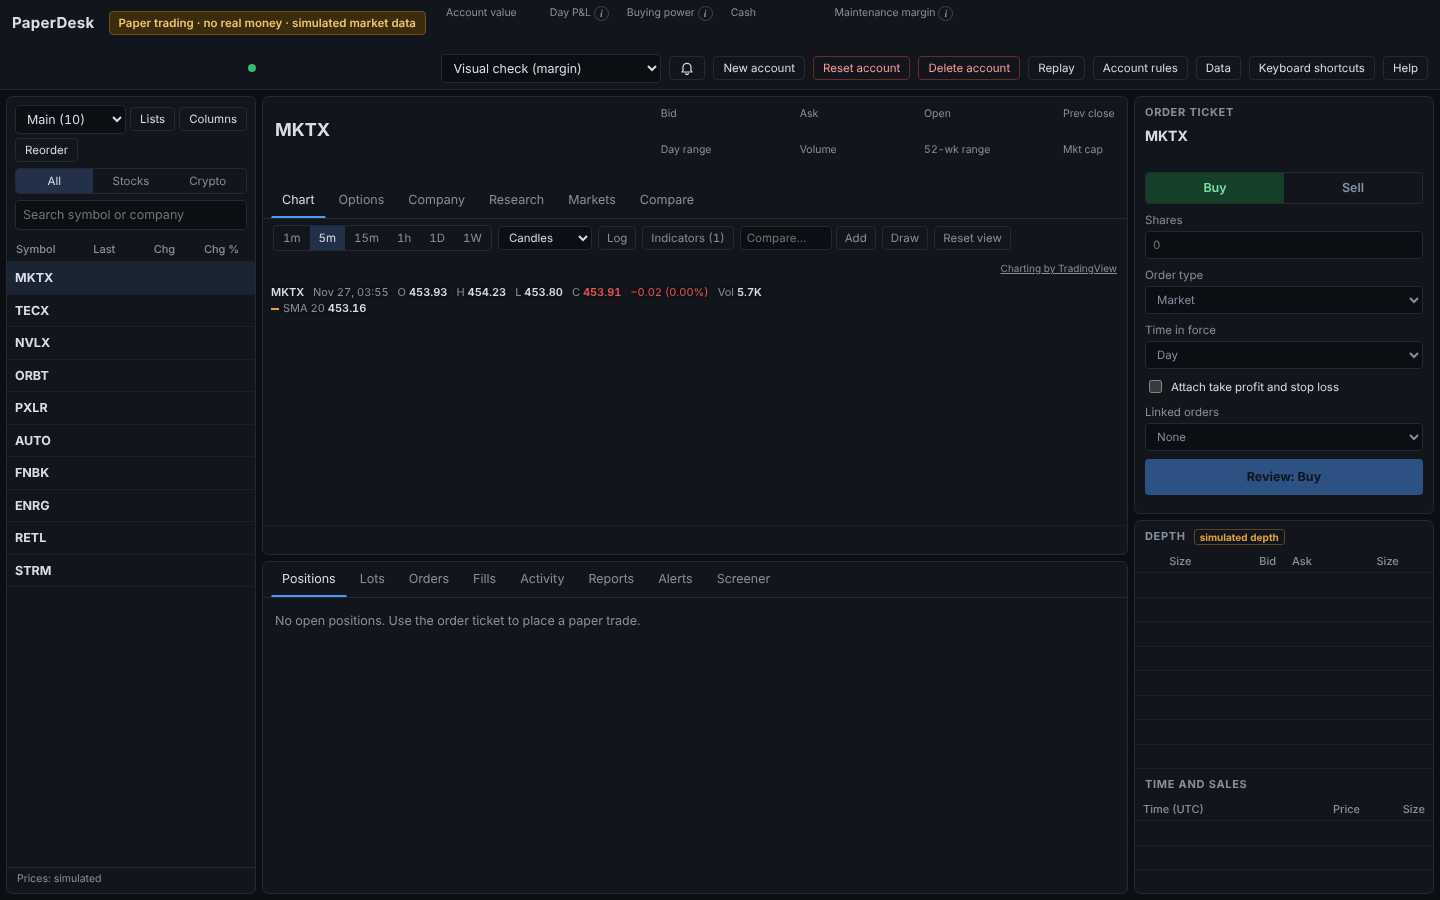 PaperDesk
Paper trading · no real money · simulated market data
Account value
Day P&L i
Buying power i
Cash
Maintenance margin i
Visual check (margin)
New account
Reset account
Delete account
Replay
Account rules
Data
Keyboard shortcuts
Help
Main (10)
Lists
Columns
Reorder
All
Stocks
Crypto
Search symbol or company
Symbol Last Chg Chg %
MKTX
TECX
NVLX
ORBT
PXLR
AUTO
FNBK
ENRG
RETL
STRM
Prices: simulated
MKTX
Bid
Ask
Open
Prev close
Day range
Volume
52-wk range
Mkt cap
Chart
Options
Company
Research
Markets
Compare
1m
5m
15m
1h
1D
1W
Candles
Log
Indicators (1)
Compare...
Add
Draw
Reset view
Charting by TradingView
MKTX Nov 27, 03:55 O 453.93 H 454.23 L 453.80 C 453.91 −0.02 (0.00%) Vol 5.7K
SMA 20 453.16
Positions
Lots
Orders
Fills
Activity
Reports
Alerts
Screener
No open positions. Use the order ticket to place a paper trade.
ORDER TICKET
MKTX
Buy
Sell
Shares
0
Order type
Market
Time in force
Day
Attach take profit and stop loss
Linked orders
None
Review: Buy
DEPTH simulated depth
Size Bid Ask Size
TIME AND SALES
Time (UTC) Price Size